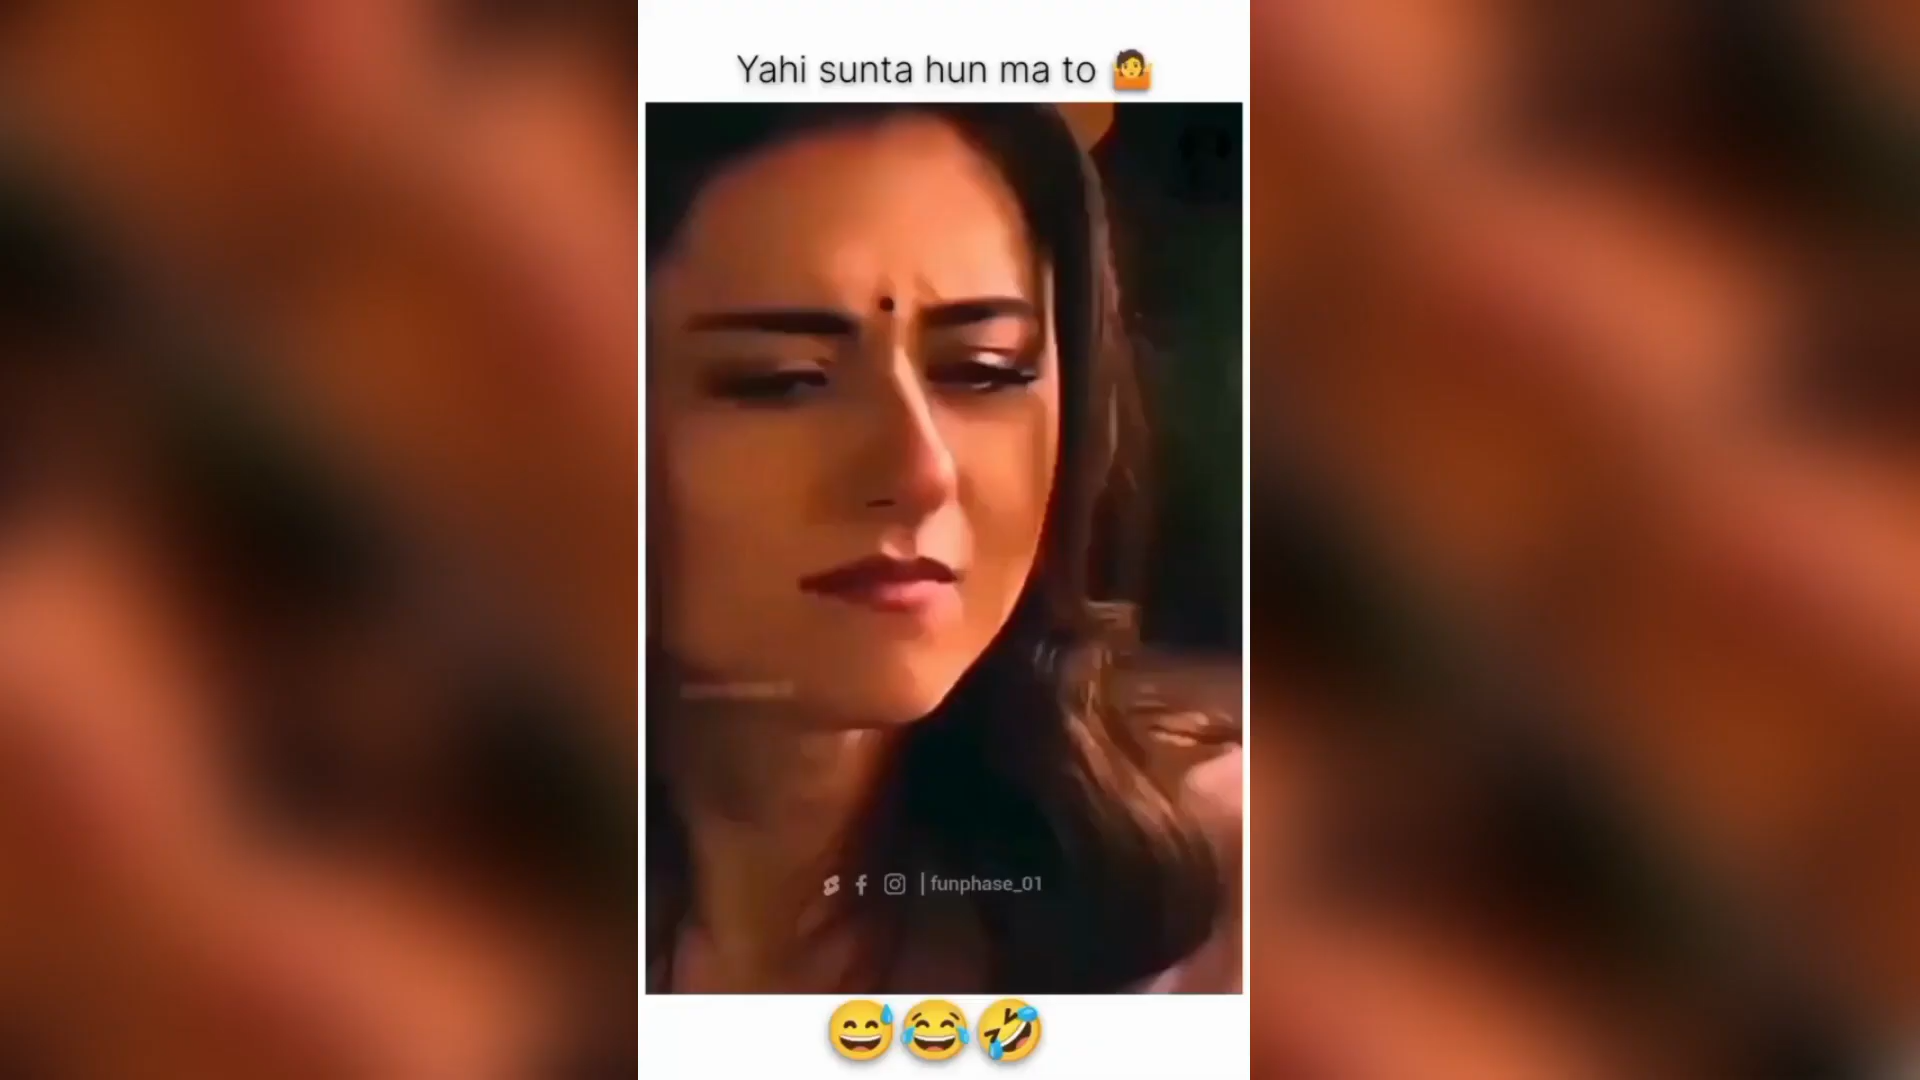 Yahi sunta hun ma to 🤷
| funphase_01
😅😂🤣